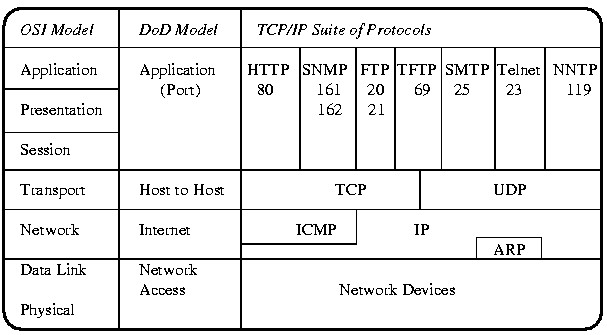 OSI Model DoD Model TCP/IP Suite of Protocols
Application Application HTTP SNMP FTP TFTP SMTP Telnet NNTP
(Port) 80 161 20 69 25 23 119
Presentation 162 21
Session
Transport Host to Host TCP UDP
Network Internet ICMP IP
ARP
Data Link Network
Access Network Devices
Physical